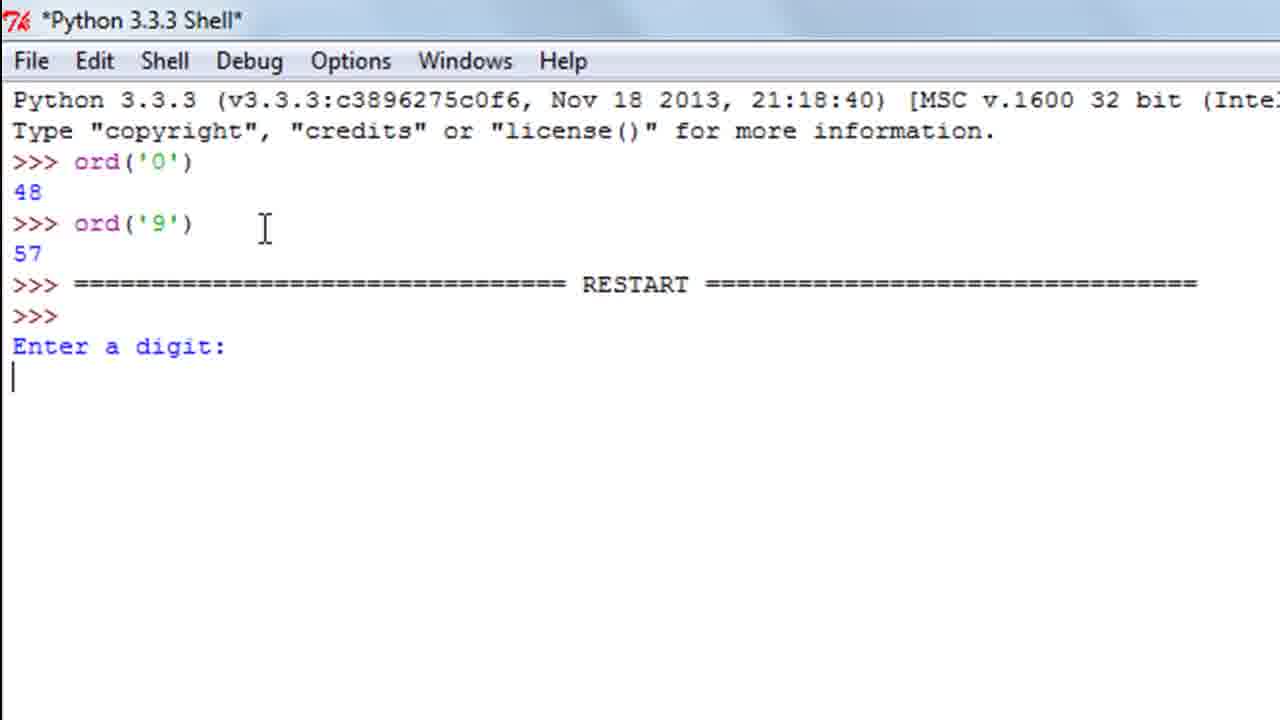 *Python 3.3.3 Shell*
File Edit Shell Debug Options Windows Help
Python 3.3.3 (v3.3.3:c3896275c0f6, Nov 18 2013, 21:18:40) [MSC v.1600 32 bit (Inte
Type "copyright", "credits" or "license()" for more information.
>>> ord('0')
48
>>> ord('9')
57
>>> ================================ RESTART ================================
>>>
Enter a digit: